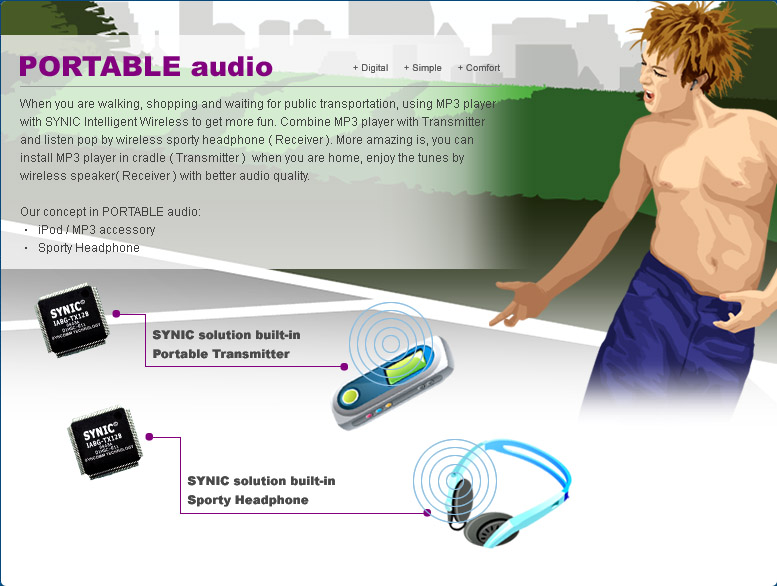 PORTABLE audio
+ Digital + Simple + Comfort
When you are walking, shopping and waiting for public transportation, using MP3 player
with SYNIC Intelligent Wireless to get more fun. Combine MP3 player with Transmitter
and listen pop by wireless sporty headphone ( Receiver ). More amazing is, you can
install MP3 player in cradle ( Transmitter ) when you are home, enjoy the tunes by
wireless speaker( Receiver ) with better audio quality.
Our concept in PORTABLE audio:
· iPod / MP3 accessory
· Sporty Headphone
SYNIC©
IA8G-TX128
SYNIC solution built-in
Portable Transmitter
SYNIC©
IA8G-TX128
SYNCOMM TECHNOLOGY
SYNIC solution built-in
Sporty Headphone